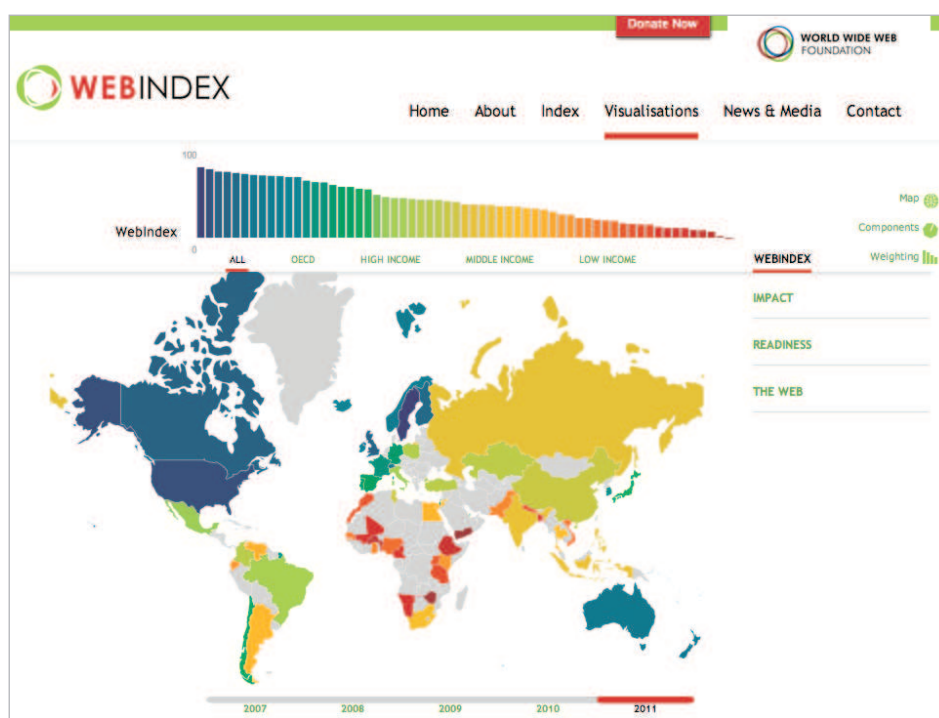 Donate Now
WORLD WIDE WEB
FOUNDATION
WEBINDEX
Home About Index Visualisations News & Media Contact
100
WebIndex
0
Map
Components
Weighting
ALL OECD HIGH INCOME MIDDLE INCOME LOW INCOME
WEBINDEX
IMPACT
READINESS
THE WEB
2007 2008 2009 2010 2011